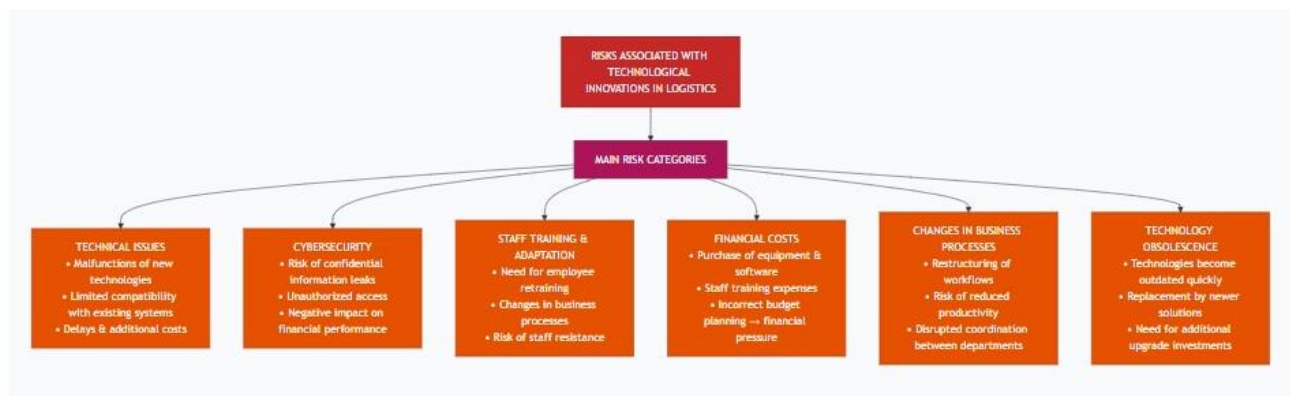 RISKS ASSOCIATED WITH
TECHNOLOGICAL
INNOVATIONS IN LOGISTICS
MAIN RISK CATEGORIES
TECHNICAL ISSUES
• Malfunctions of new
technologies
• Limited compatibility
with existing systems
• Delays & additional costs
CYBERSECURITY
• Risk of confidential
information leaks
• Unauthorized access
• Negative impact on
financial performance
STAFF TRAINING &
ADAPTATION
• Need for employee
retraining
• Changes in business
processes
• Risk of staff resistance
FINANCIAL COSTS
• Purchase of equipment &
software
• Staff training expenses
• Incorrect budget
planning → financial
pressure
CHANGES IN BUSINESS
PROCESSES
• Restructuring of
workflows
• Risk of reduced
productivity
• Disrupted coordination
between departments
TECHNOLOGY
OBSOLESCENCE
• Technologies become
outdated quickly
• Replacement by newer
solutions
• Need for additional
upgrade investments